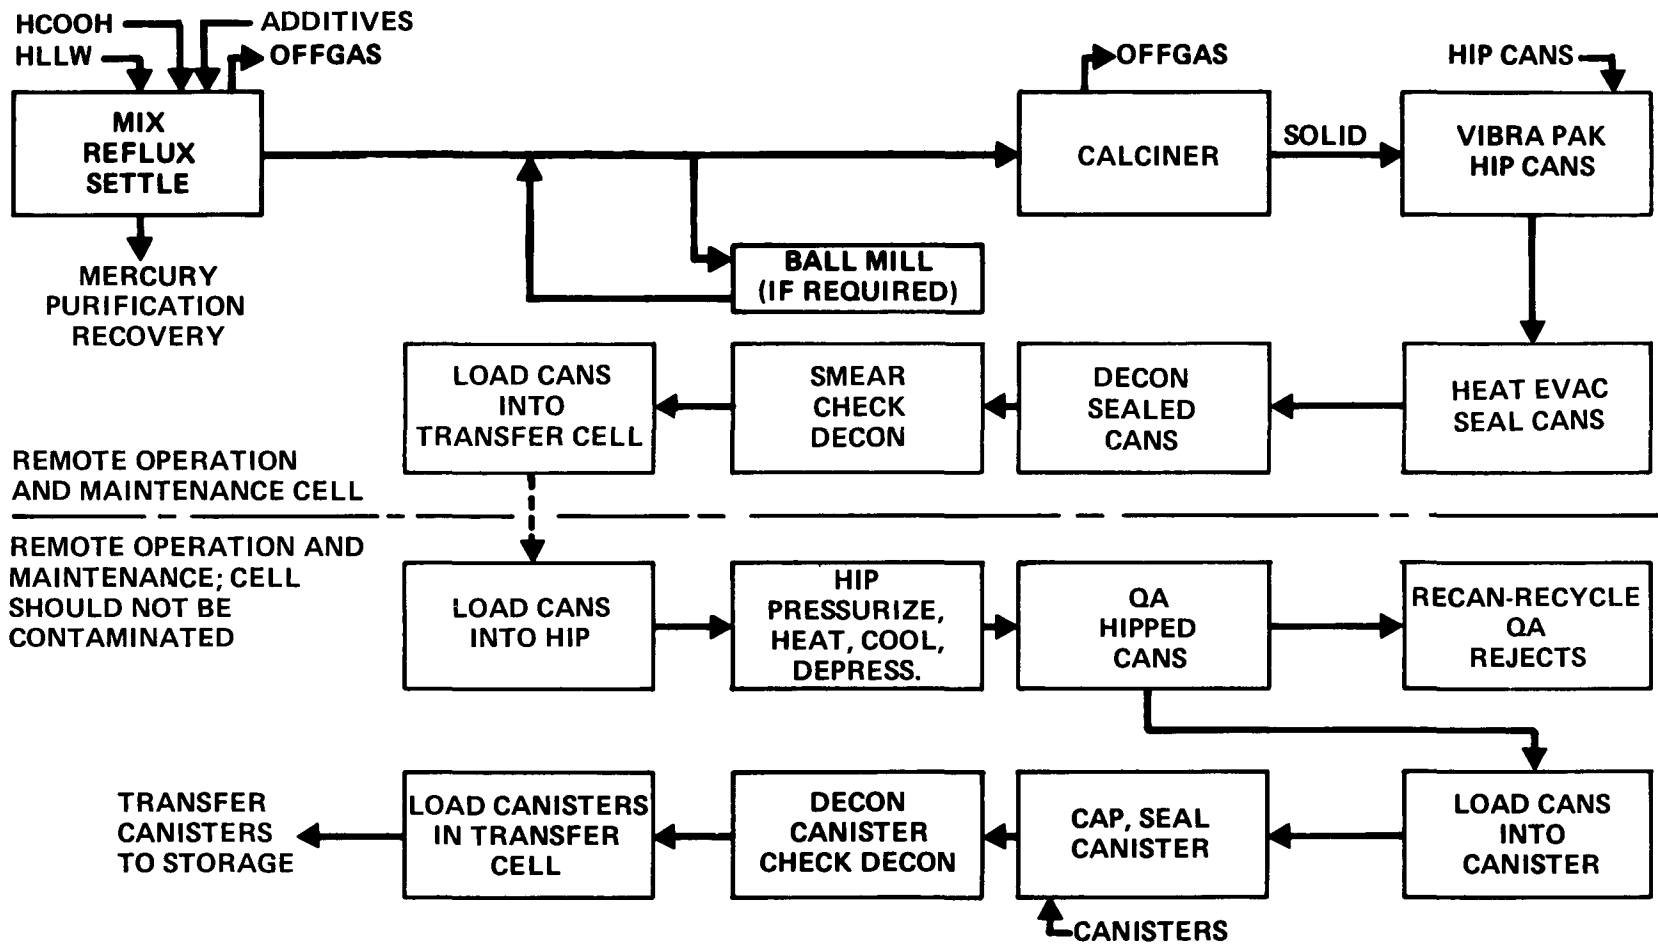 HCOOH
HLLW
ADDITIVES
OFFGAS
MIX
REFLUX
SETTLE
MERCURY
PURIFICATION
RECOVERY
BALL MILL
(IF REQUIRED)
OFFGAS
CALCINER
SOLID
HIP CANS
VIBRA PAK
HIP CANS
HEAT EVAC
SEAL CANS
DECON
SEALED
CANS
SMEAR
CHECK
DECON
LOAD CANS
INTO
TRANSFER CELL
REMOTE OPERATION
AND MAINTENANCE CELL
REMOTE OPERATION AND
MAINTENANCE; CELL
SHOULD NOT BE
CONTAMINATED
LOAD CANS
INTO HIP
HIP
PRESSURIZE,
HEAT, COOL,
DEPRESS.
QA
HIPPED
CANS
RECAN-RECYCLE
QA
REJECTS
LOAD CANS
INTO
CANISTER
CAP, SEAL
CANISTER
CANISTERS
DECON
CANISTER
CHECK DECON
LOAD CANISTERS
IN TRANSFER
CELL
TRANSFER
CANISTERS
TO STORAGE